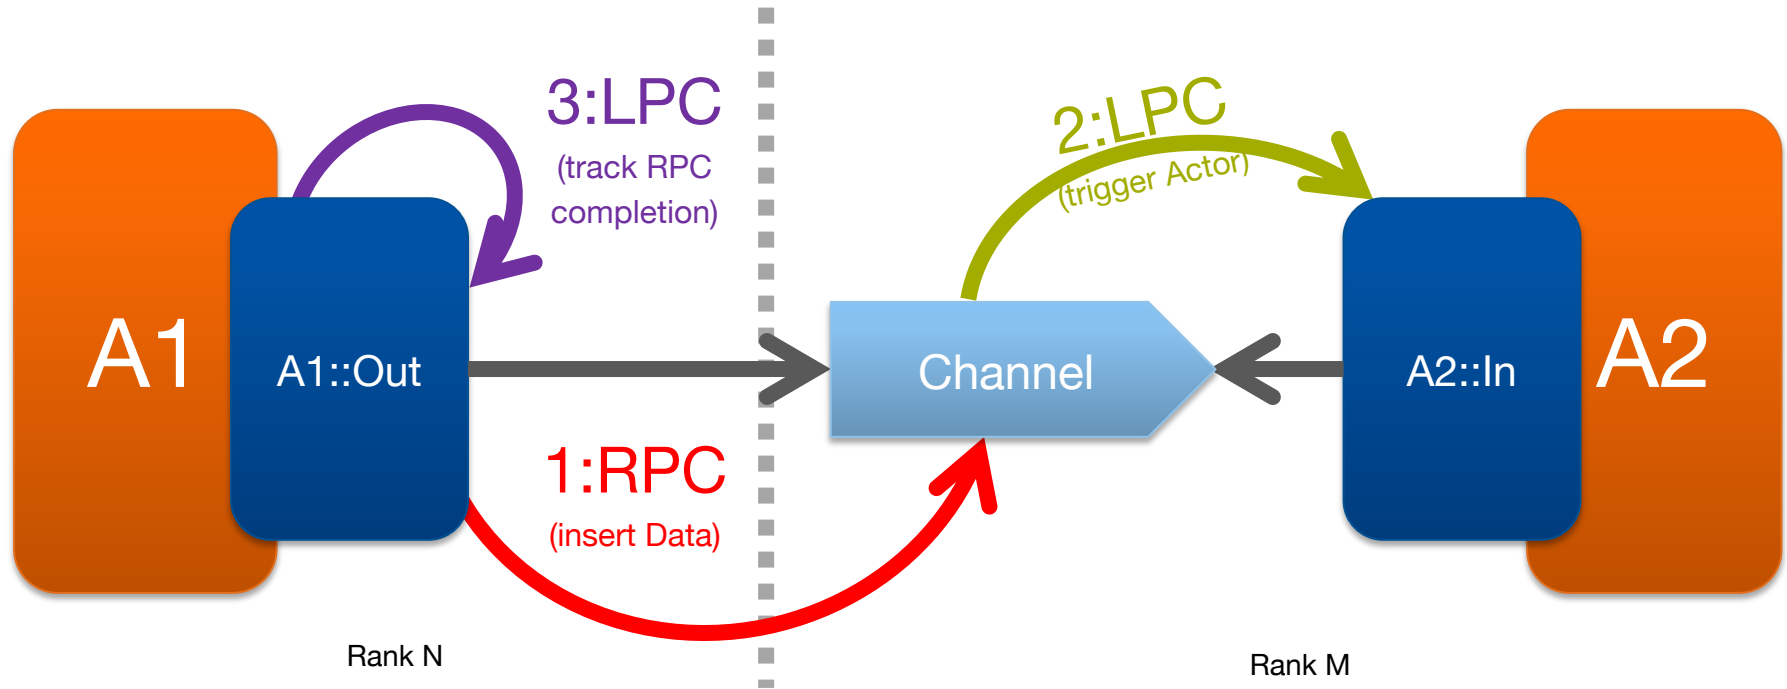 3:LPC
(track RPC
completion)
2:LPC
(trigger Actor)
A1
A1::Out
Channel
A2::In
A2
1:RPC
(insert Data)
Rank N
Rank M